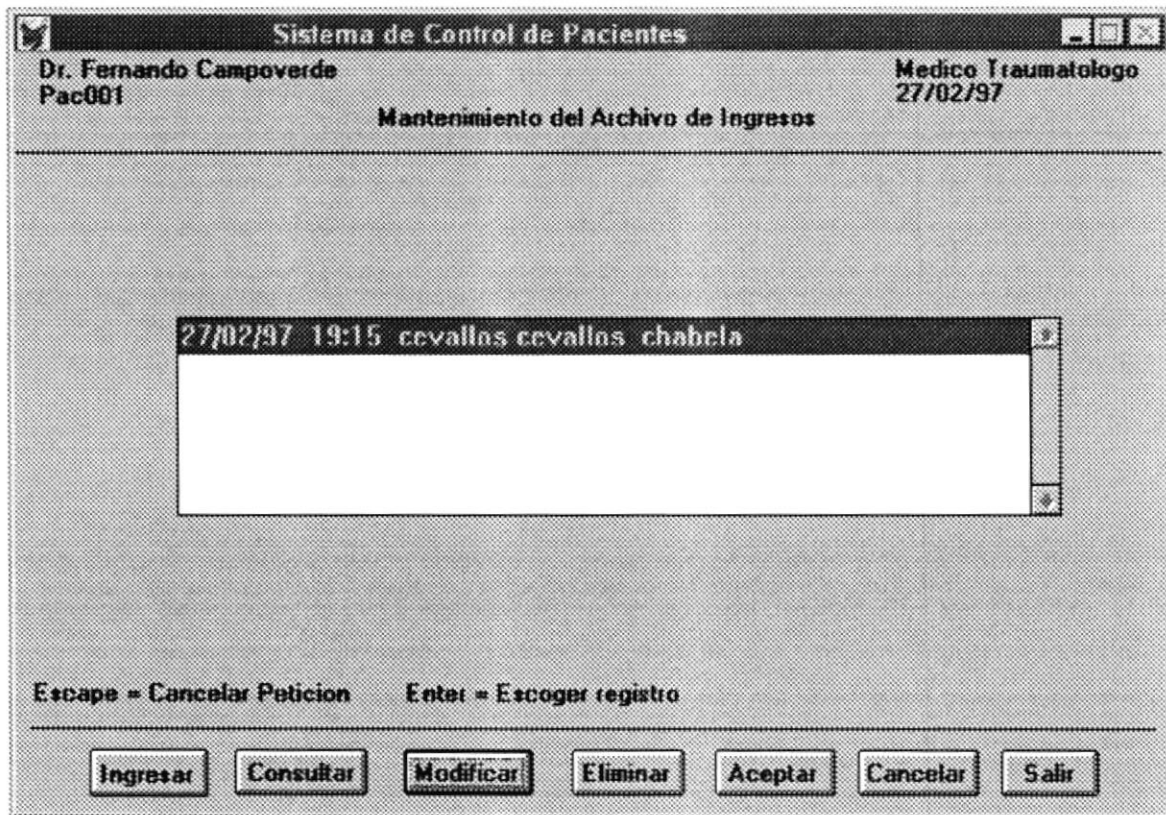 Sistema de Control de Pacientes
Dr. Fernando Campoverde
Medico Traumatologo
Pac001
27/02/97
Mantenimiento del Archivo de Ingresos
27/02/97 19:15 cevallos cevallos chabela
Escape = Cancelar Peticion Enter = Escoger registro
Ingresar Consultar Modificar Eliminar Aceptar Cancelar Salir